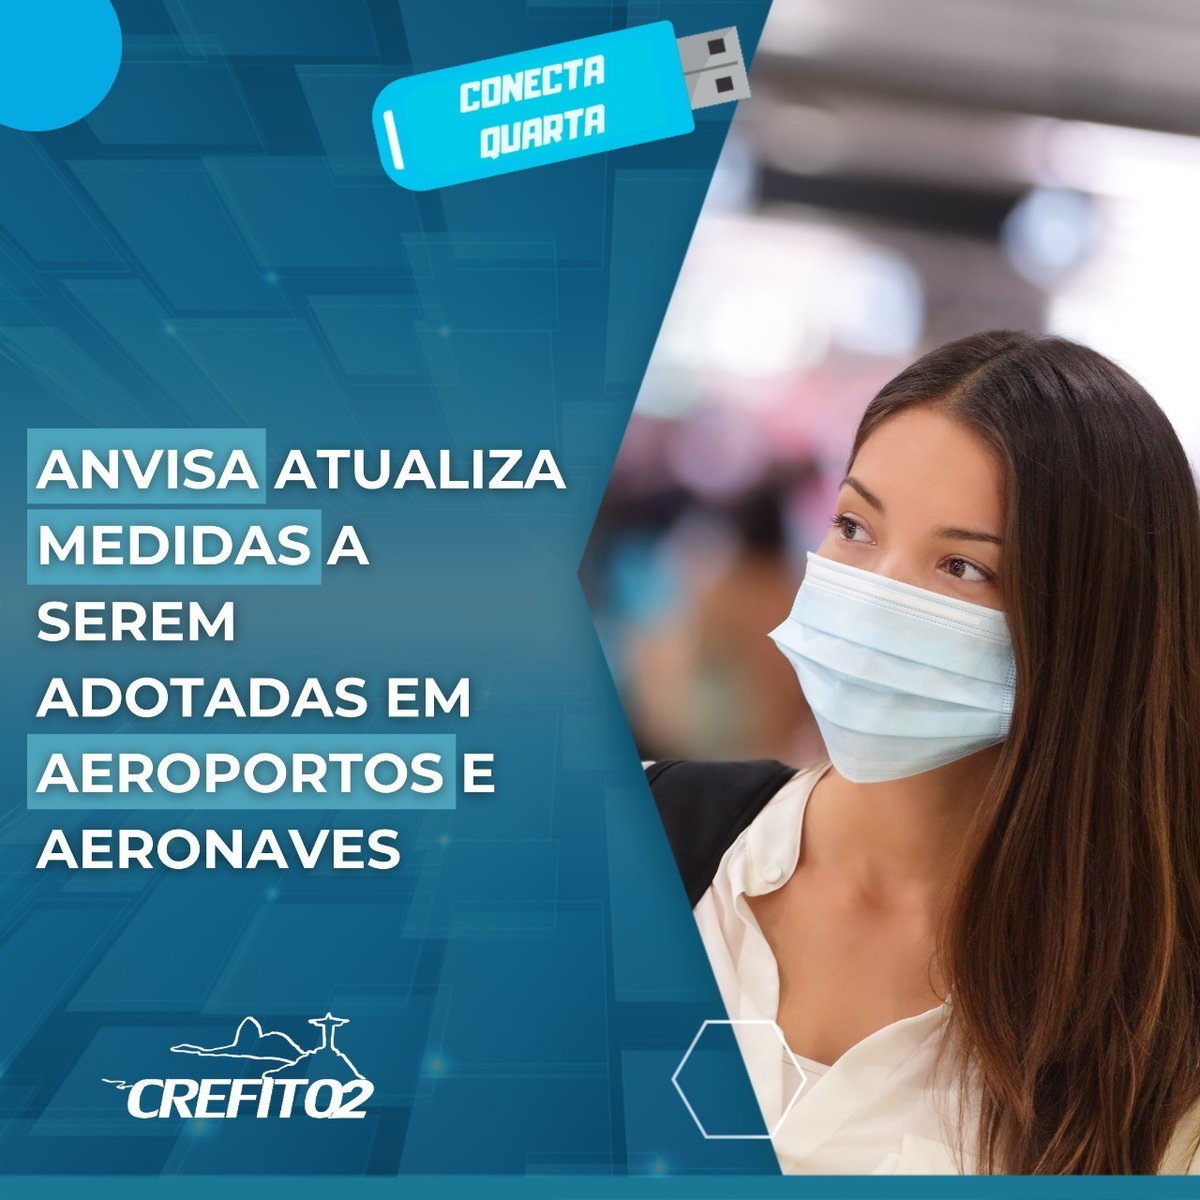 CONECTA
QUARTA
ANVISA ATUALIZA
MEDIDAS A
SEREM
ADOTADAS EM
AEROPORTOS E
AERONAVES
CREFITO2